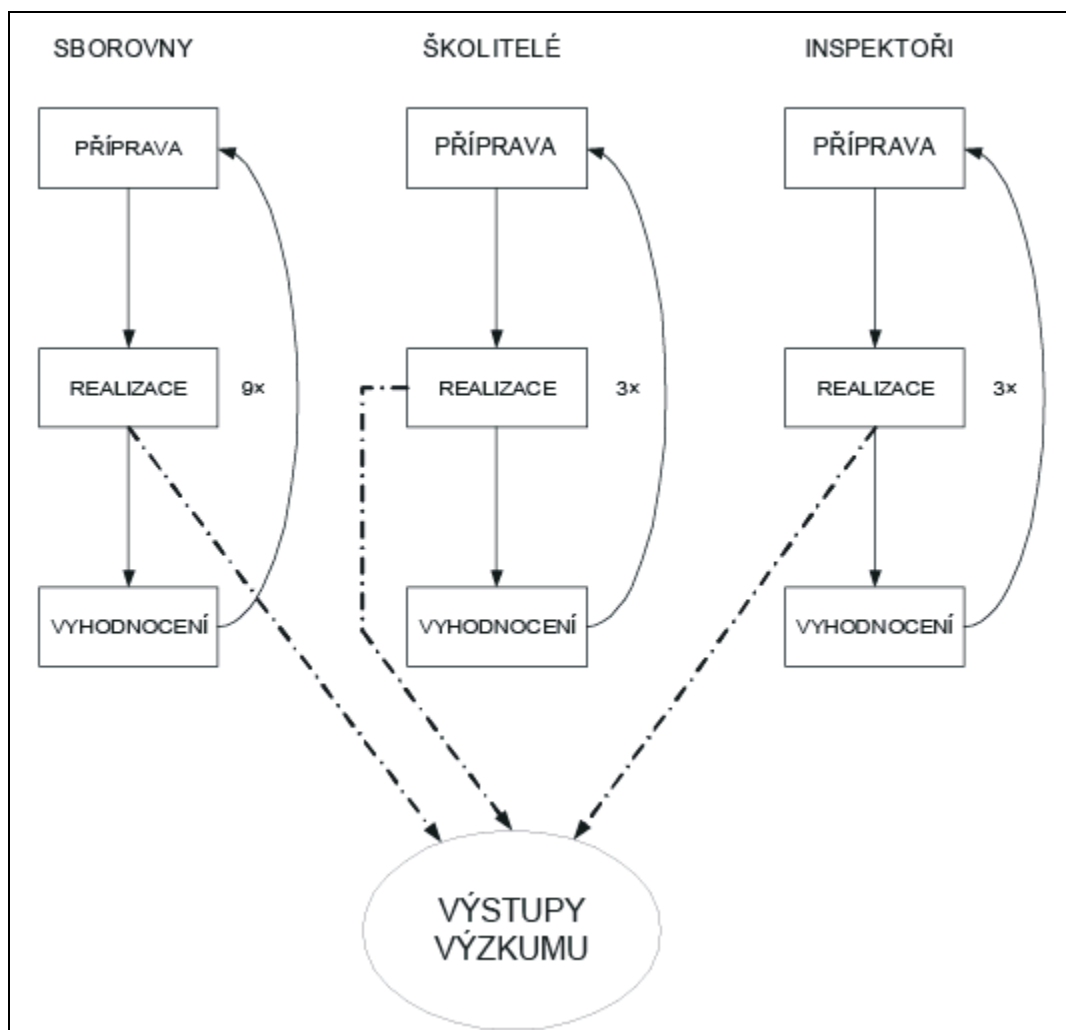 SBOROVNY
ŠKOLITELÉ
INSPEKTOŘI
PŘÍPRAVA
PŘÍPRAVA
PŘÍPRAVA
REALIZACE
9×
REALIZACE
3×
REALIZACE
3×
VYHODNOCENÍ
VYHODNOCENÍ
VYHODNOCENÍ
VÝSTUPY
VÝZKUMU